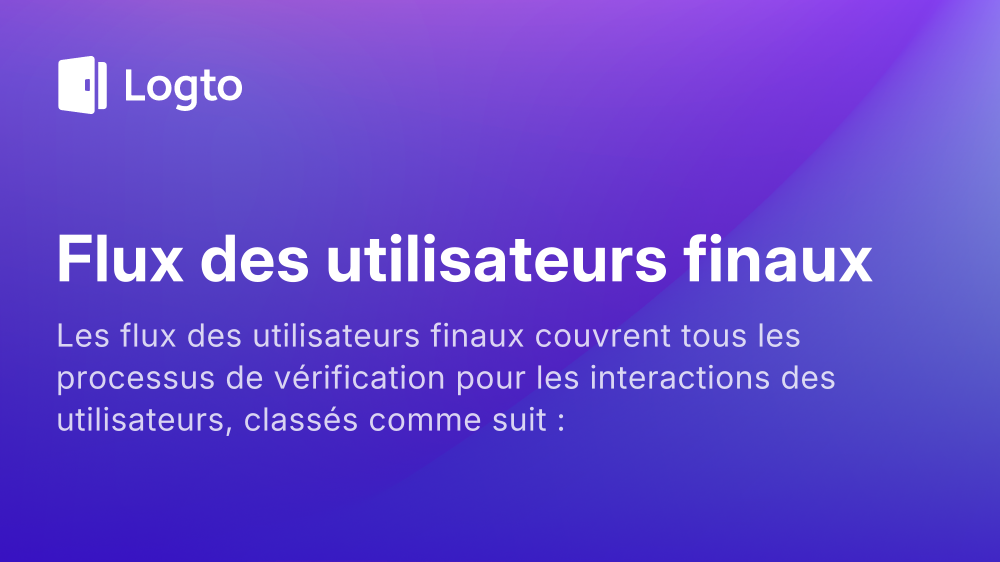 Logto
Flux des utilisateurs finaux
Les flux des utilisateurs finaux couvrent tous les
processus de vérification pour les interactions des
utilisateurs, classés comme suit :